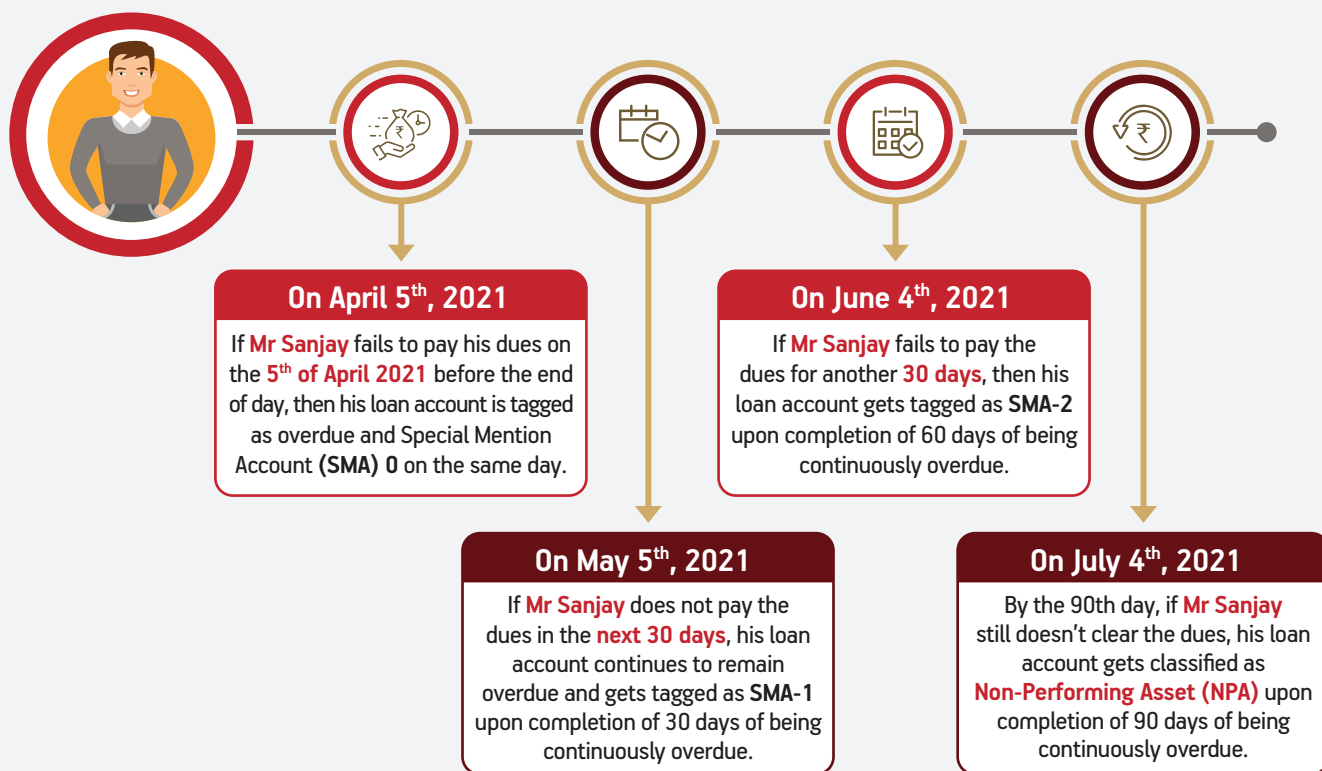 On April 5th, 2021
If Mr Sanjay fails to pay his dues on
the 5th of April 2021 before the end
of day, then his loan account is tagged
as overdue and Special Mention
Account (SMA) 0 on the same day.
On May 5th, 2021
If Mr Sanjay does not pay the
dues in the next 30 days, his loan
account continues to remain
overdue and gets tagged as SMA-1
upon completion of 30 days of being
continuously overdue.
On June 4th, 2021
If Mr Sanjay fails to pay the
dues for another 30 days, then his
loan account gets tagged as SMA-2
upon completion of 60 days of being
continuously overdue.
On July 4th, 2021
By the 90th day, if Mr Sanjay
still doesn't clear the dues, his loan
account gets classified as
Non-Performing Asset (NPA) upon
completion of 90 days of being
continuously overdue.